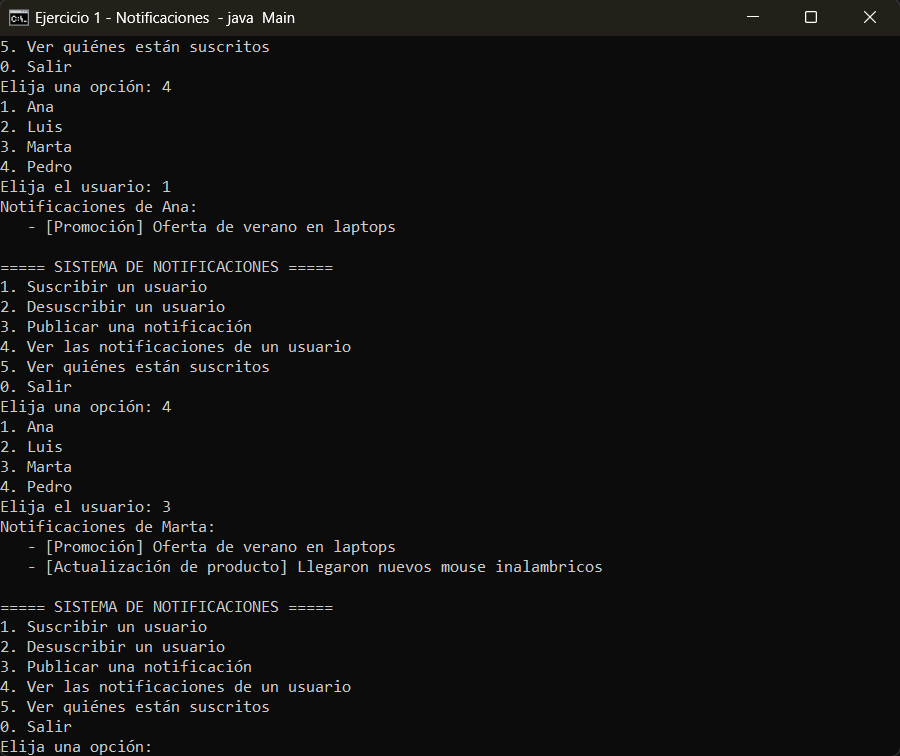 Ejercicio 1 - Notificaciones - java Main
5. Ver quiénes están suscritos
0. Salir
Elija una opción: 4
1. Ana
2. Luis
3. Marta
4. Pedro
Elija el usuario: 1
Notificaciones de Ana:
   - [Promoción] Oferta de verano en laptops

===== SISTEMA DE NOTIFICACIONES =====
1. Suscribir un usuario
2. Desuscribir un usuario
3. Publicar una notificación
4. Ver las notificaciones de un usuario
5. Ver quiénes están suscritos
0. Salir
Elija una opción: 4
1. Ana
2. Luis
3. Marta
4. Pedro
Elija el usuario: 3
Notificaciones de Marta:
   - [Promoción] Oferta de verano en laptops
   - [Actualización de producto] Llegaron nuevos mouse inalambricos

===== SISTEMA DE NOTIFICACIONES =====
1. Suscribir un usuario
2. Desuscribir un usuario
3. Publicar una notificación
4. Ver las notificaciones de un usuario
5. Ver quiénes están suscritos
0. Salir
Elija una opción: